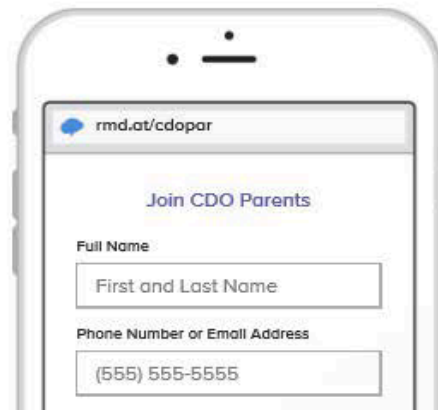 rmd.at/cdopar
Join CDO Parents
Full Name
First and Last Name
Phone Number or Email Address
(555) 555-5555